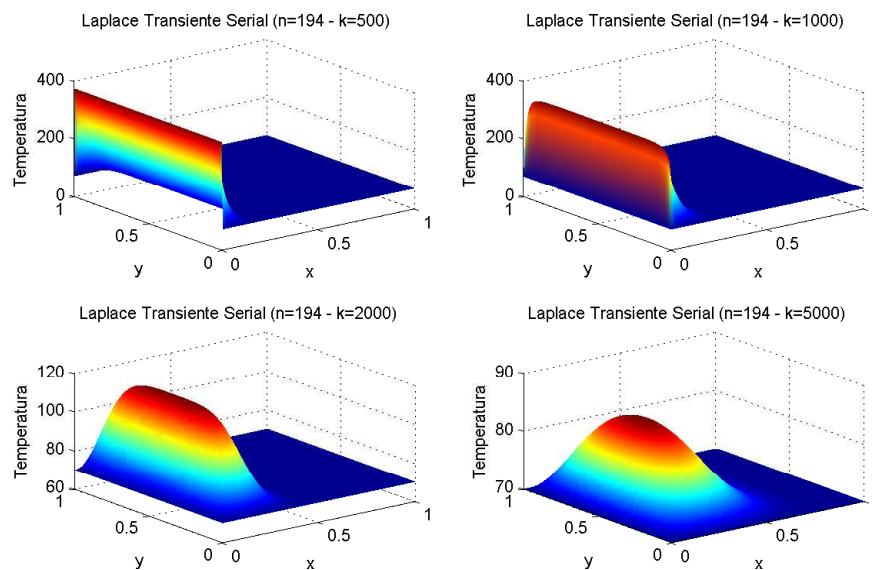 Laplace Transiente Serial (n=194 - k=500)
Temperatura
400
200
0
1
0.5
0
y
0
0.5
1
x
Laplace Transiente Serial (n=194 - k=1000)
Temperatura
400
200
0
1
0.5
0
y
0
0.5
1
x
Laplace Transiente Serial (n=194 - k=2000)
Temperatura
120
100
80
60
1
0.5
0
y
0
0.5
1
x
Laplace Transiente Serial (n=194 - k=5000)
Temperatura
90
80
70
1
0.5
0
y
0
0.5
1
x